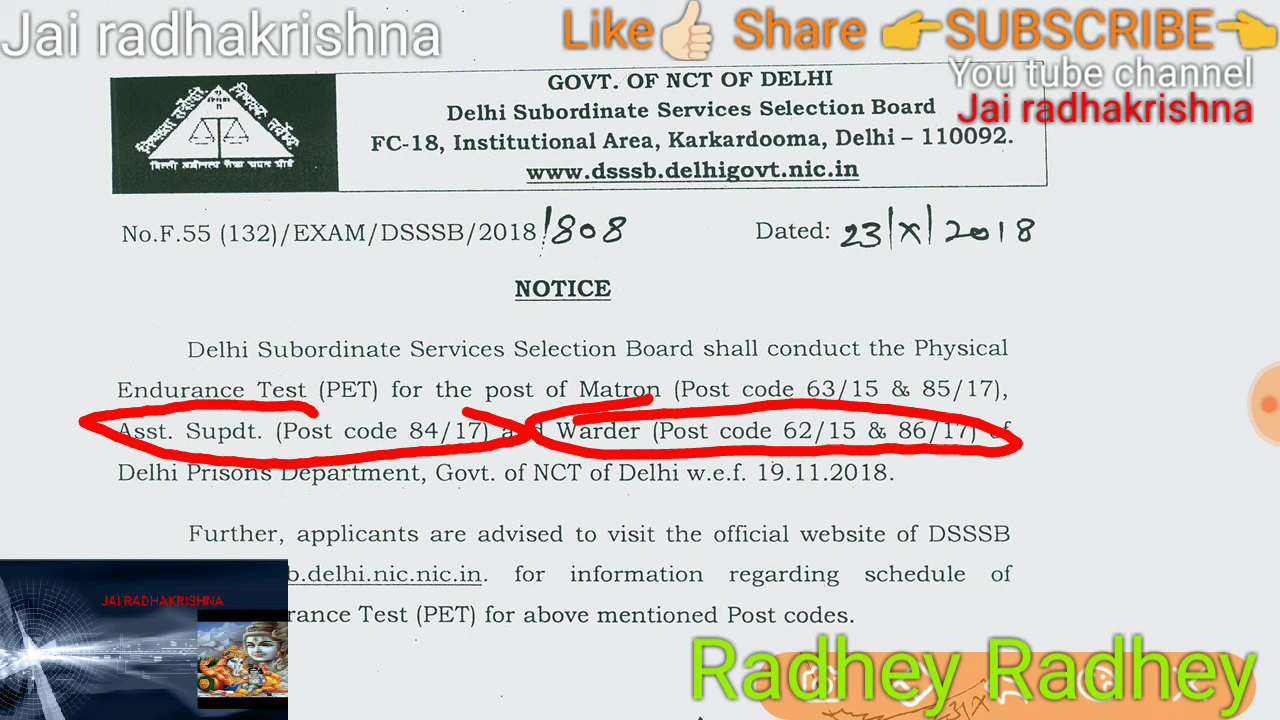 Jai radhakrishna
Like👍🏻 Share 👉SUBSCRIBE👈
You tube channel
Jai radhakrishna
GOVT. OF NCT OF DELHI
Delhi Subordinate Services Selection Board
FC-18, Institutional Area, Karkardooma, Delhi – 110092.
www.dsssb.delhigovt.nic.in
No.F.55 (132)/EXAM/DSSSB/2018/808
Dated: 23/X/2018
NOTICE
Delhi Subordinate Services Selection Board shall conduct the Physical
Endurance Test (PET) for the post of Matron (Post code 63/15 & 85/17),
Asst. Supdt. (Post code 84/17) and Warder (Post code 62/15 & 86/17) of
Delhi Prisons Department, Govt. of NCT of Delhi w.e.f. 19.11.2018.
Further, applicants are advised to visit the official website of DSSSB
b.delhi.nic.nic.in. for information regarding schedule of
rance Test (PET) for above mentioned Post codes.
JAI RADHAKRISHNA
Radhey Radhey